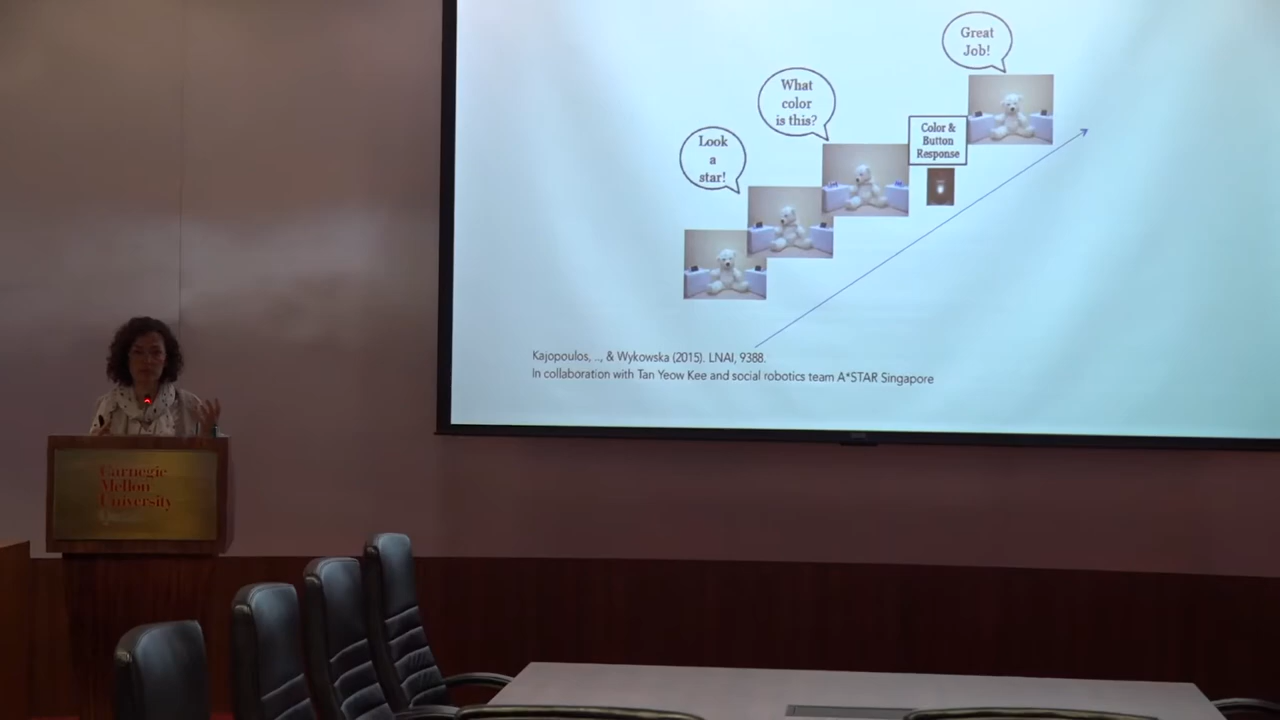 Great
Job!
What
color
is this?
Look
a
star!
Color &
Button
Response
Kajopoulos, .., & Wykowska (2015). LNAI, 9388.
In collaboration with Tan Yeow Kee and social robotics team A*STAR Singapore
Carnegie
Mellon
University